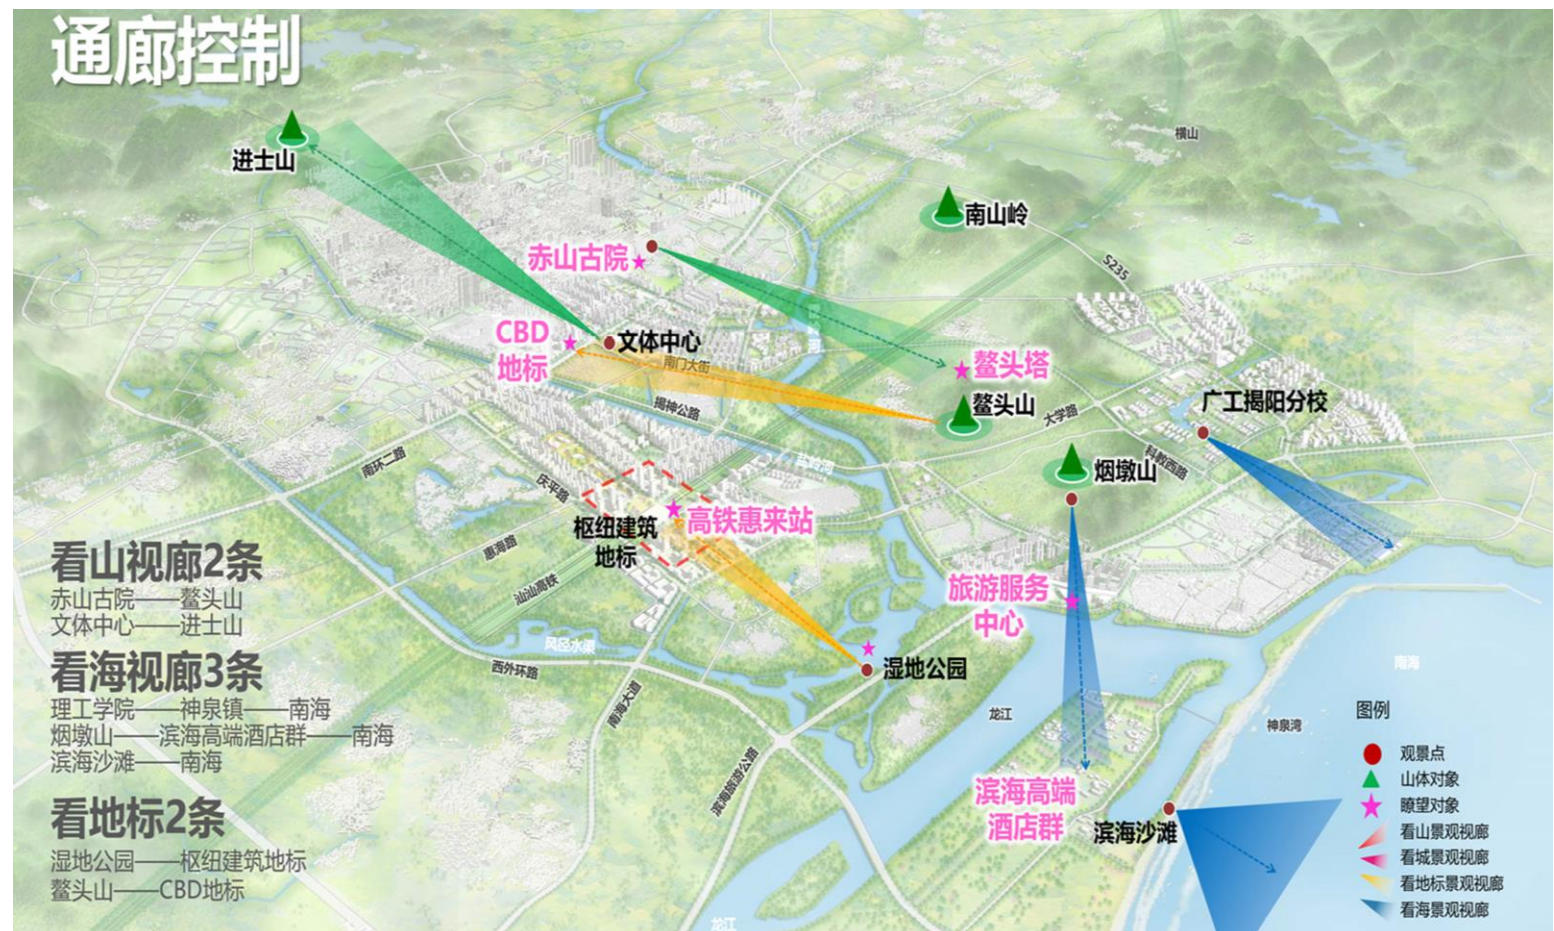 通廊控制
进士山
横山
南山岭
S235
赤山古院
CBD
地标
文体中心
南门大街
揭神公路
鳌头塔
鳌头山
大学路
广工揭阳分校
科教西路
烟墩山
南环二路
庆平路
枢纽建筑
地标
高铁惠来站
惠海路
汕汕高铁
旅游服务
中心
凤径水渠
西外环路
南海大道
湿地公园
滨海旅游公路
龙江
南海
神泉湾
滨海高端
酒店群
滨海沙滩
龙江
看山视廊2条
赤山古院——鳌头山
文体中心——进士山
看海视廊3条
理工学院——神泉镇——南海
烟墩山——滨海高端酒店群——南海
滨海沙滩——南海
看地标2条
湿地公园——枢纽建筑地标
鳌头山——CBD地标
图例
观景点
山体对象
瞭望对象
看山景观视廊
看城景观视廊
看地标景观视廊
看海景观视廊